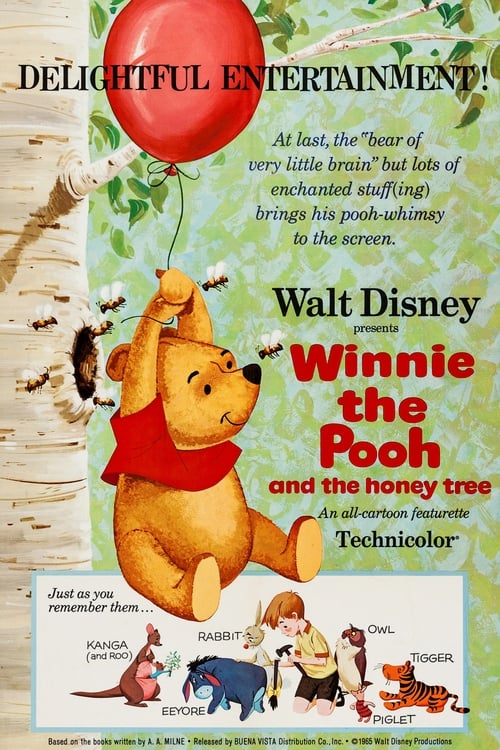 DELIGHTFUL ENTERTAINMENT!
At last, the "bear of
very little brain" but lots of
enchanted stuff(ing)
brings his pooh-whimsy
to the screen.
Walt Disney
presents
Winnie
the
Pooh
and the honey tree
An all-cartoon featurette
Technicolor®
Just as you
remember them...
KANGA
(and ROO)
RABBIT
OWL
TIGGER
EEYORE
PIGLET
Based on the books written by A. A. MILNE • Released by BUENA VISTA Distribution Co., Inc. • ©1965 Walt Disney Productions